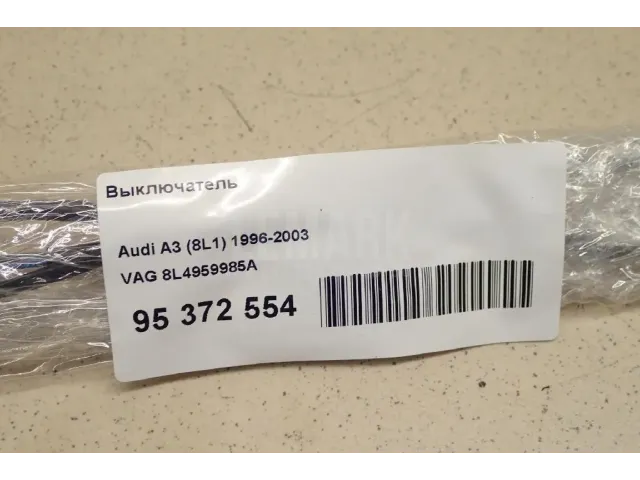 Выключатель
Audi A3 (8L1) 1996-2003
VAG 8L4959985A
95 372 554